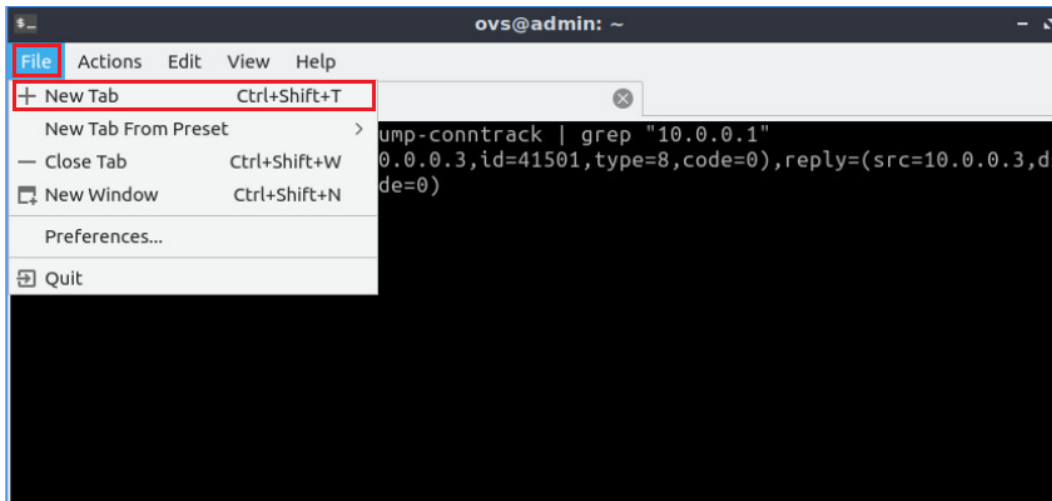 ovs@admin: ~
File Actions Edit View Help
New Tab Ctrl+Shift+T
New Tab From Preset
ump-conntrack | grep "10.0.0.1"
Close Tab Ctrl+Shift+W
0.0.0.3,id=41501,type=8,code=0),reply=(src=10.0.0.3,d
New Window Ctrl+Shift+N
de=0)
Preferences...
Quit